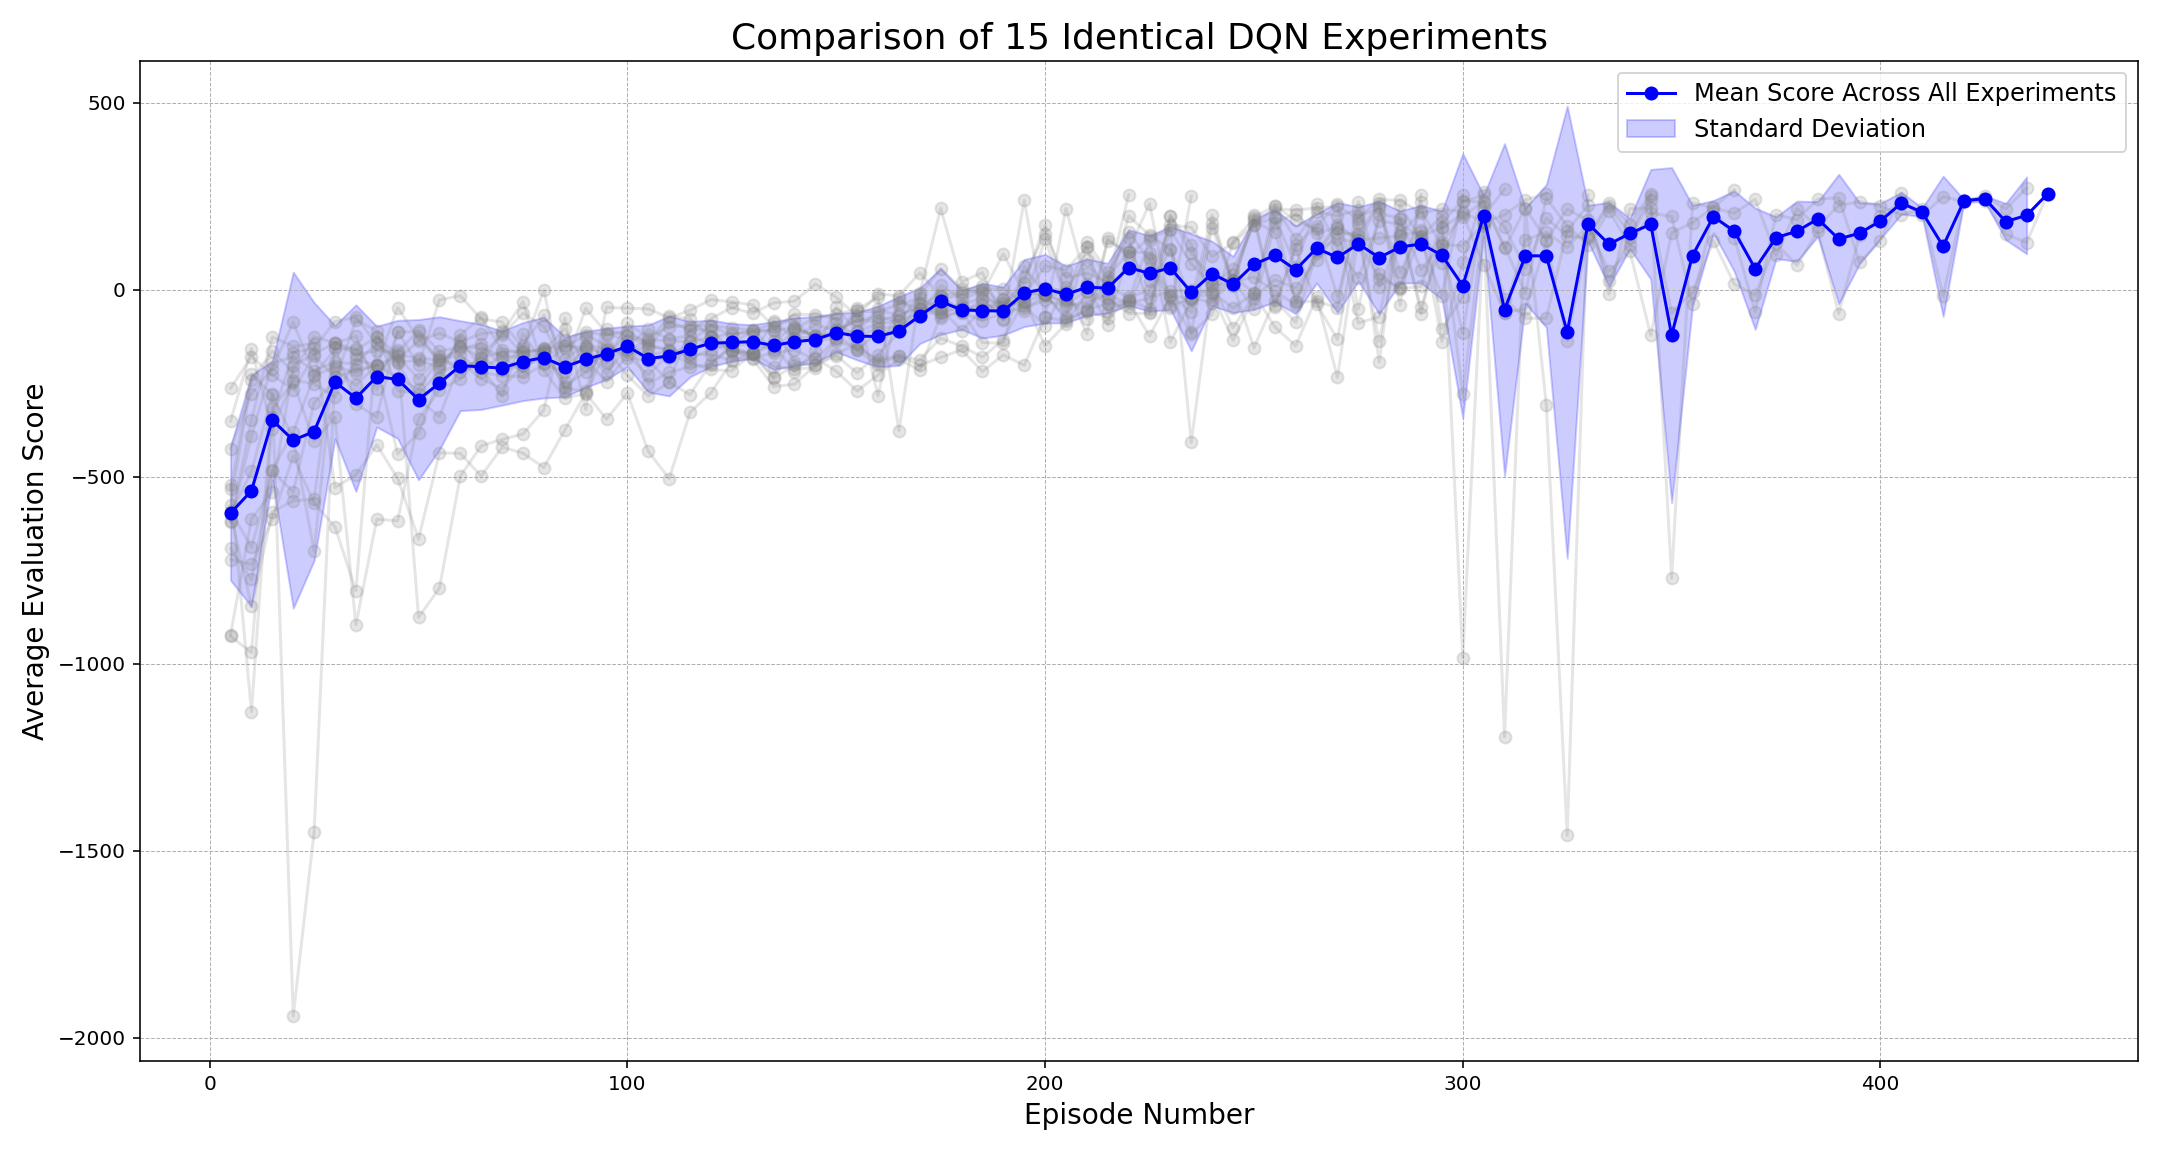 Comparison of 15 Identical DQN Experiments
Mean Score Across All Experiments
Standard Deviation
Average Evaluation Score
500
0
−500
−1000
−1500
−2000
0
100
200
300
400
Episode Number